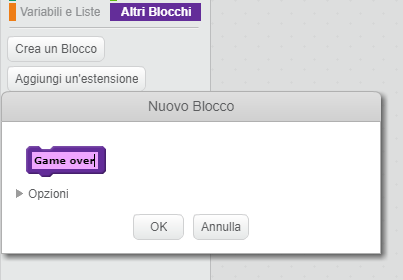 Variabili e Liste Altri Blocchi
Crea un Blocco
Aggiungi un'estensione
Nuovo Blocco
Game over
Opzioni
OK Annulla